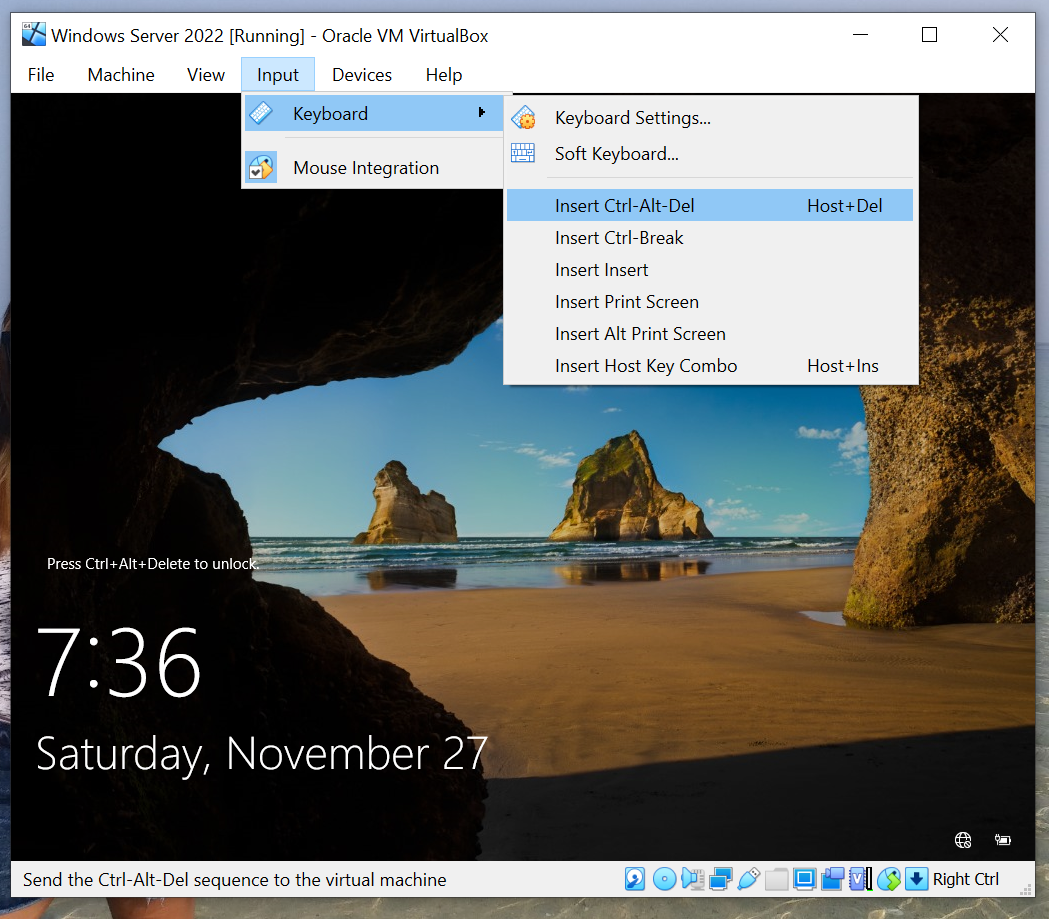 Windows Server 2022 [Running] - Oracle VM VirtualBox
File Machine View Input Devices Help
Keyboard
Mouse Integration
Keyboard Settings...
Soft Keyboard...
Insert Ctrl-Alt-Del Host+Del
Insert Ctrl-Break
Insert Insert
Insert Print Screen
Insert Alt Print Screen
Insert Host Key Combo Host+Ins
Press Ctrl+Alt+Delete to unlock.
7:36
Saturday, November 27
Send the Ctrl-Alt-Del sequence to the virtual machine
Right Ctrl